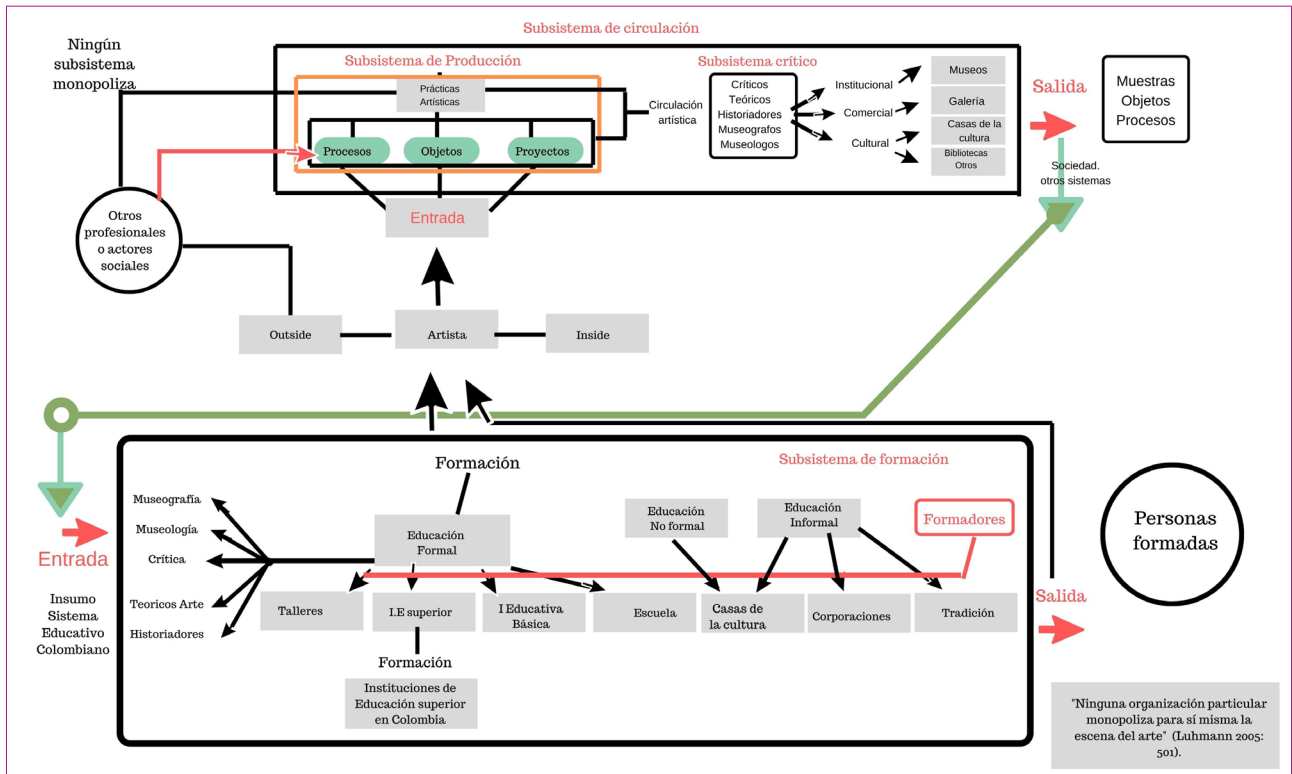 Subsistema de circulación
Ningún
subsistema
monopoliza
Subsistema de Producción
Prácticas
Artísticas
Procesos
Objetos
Proyectos
Circulación
artística
Subsistema crítico
Críticos
Teóricos
Historiadores
Museografos
Museologos
Institucional
Comercial
Cultural
Museos
Galería
Casas de la
cultura
Bibliotecas
Otros
Salida
Muestras
Objetos
Procesos
Sociedad.
otros sistemas
Otros
profesionales
o actores
sociales
Entrada
Outside
Artista
Inside
Formación
Subsistema de formación
Museografía
Museología
Crítica
Teoricos Arte
Historiadores
Educación
Formal
Educación
No formal
Educación
Informal
Formadores
Personas
formadas
Entrada
Insumo
Sistema
Educativo
Colombiano
Talleres
I.E superior
I Educativa
Básica
Escuela
Casas de
la cultura
Corporaciones
Tradición
Salida
Formación
Instituciones de
Educación superior
en Colombia
"Ninguna organización particular
monopoliza para sí misma la
escena del arte" (Luhmann 2005:
501).